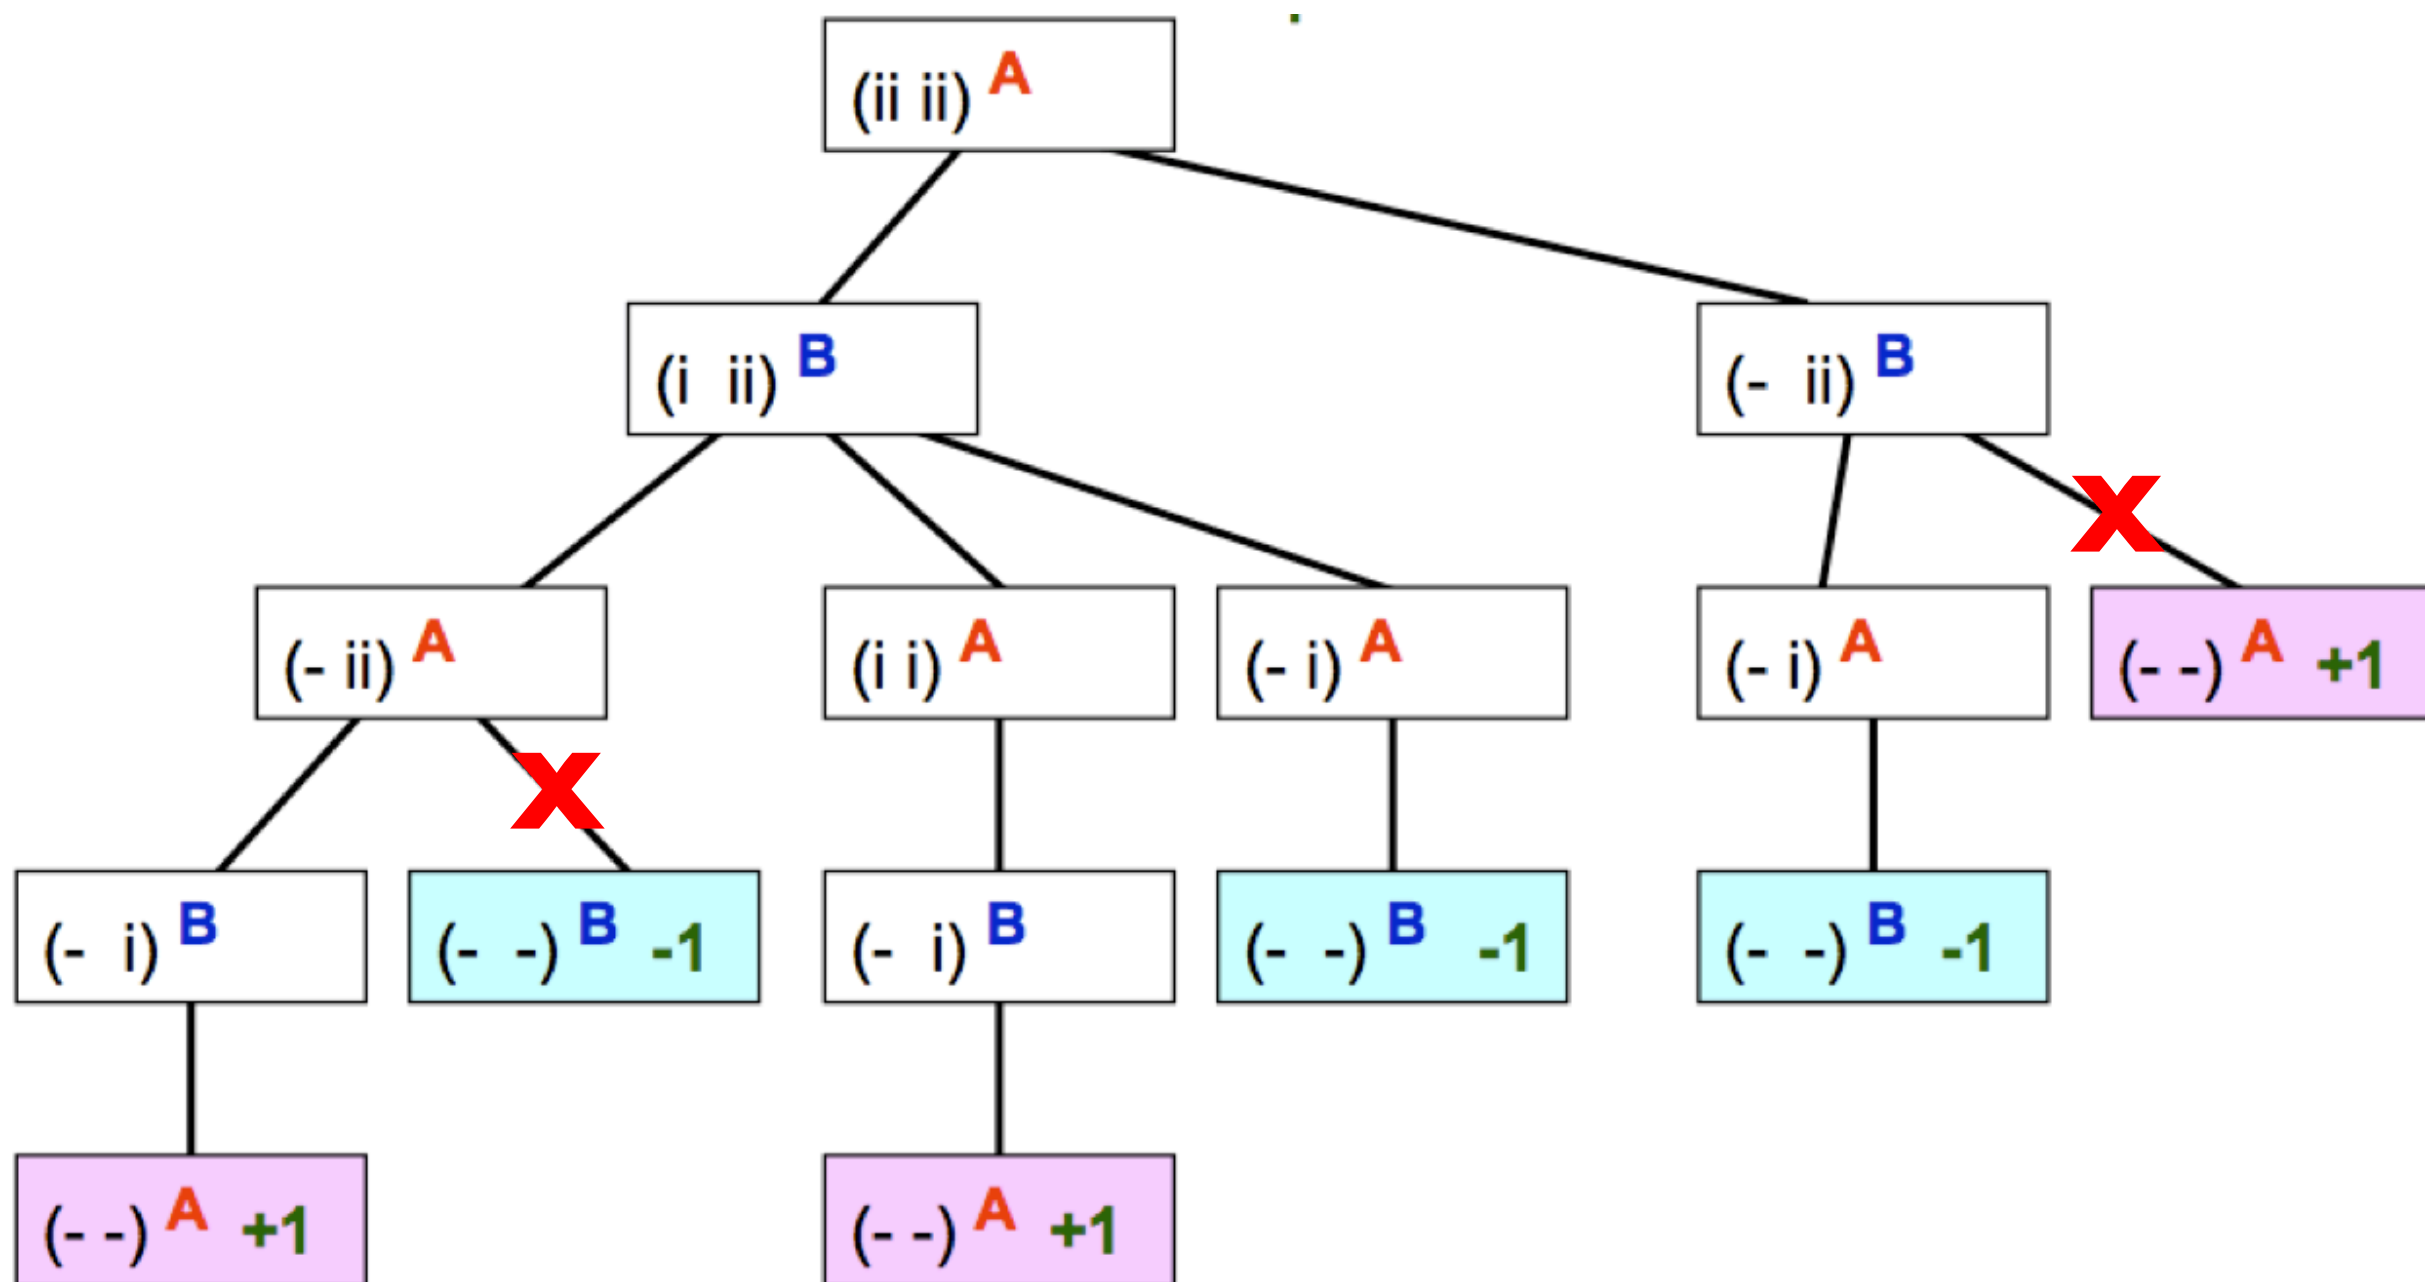 (ii ii) A
(i ii) B
(- ii) B
(- ii) A
(i i) A
(- i) A
(- i) A
(- -) A +1
(- i) B
(- -) B -1
(- i) B
(- -) B -1
(- -) B -1
(- -) A +1
(- -) A +1